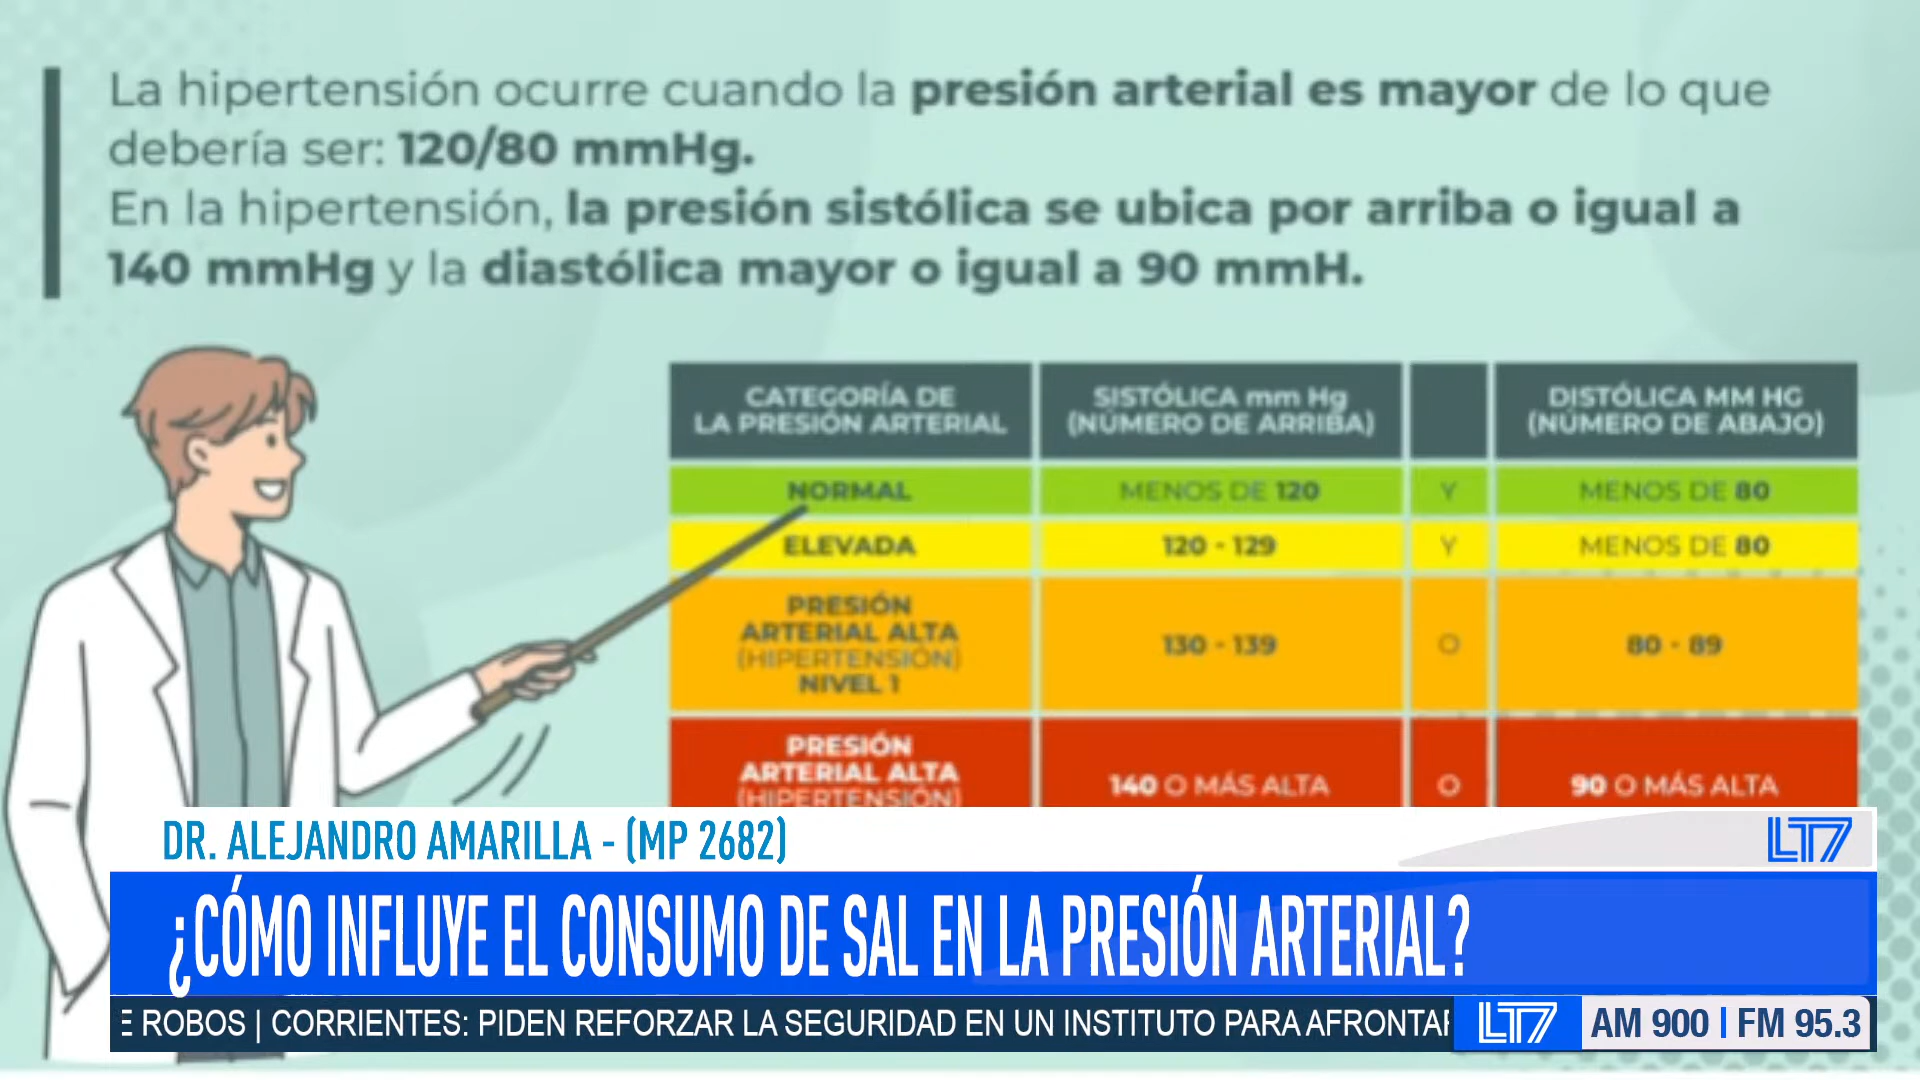 La hipertensión ocurre cuando la presión arterial es mayor de lo que
debería ser: 120/80 mmHg.
En la hipertensión, la presión sistólica se ubica por arriba o igual a
140 mmHg y la diastólica mayor o igual a 90 mmH.
CATEGORÍA DE
LA PRESIÓN ARTERIAL
SISTÓLICA mm Hg
(NÚMERO DE ARRIBA)
DISTÓLICA MM HG
(NÚMERO DE ABAJO)
NORMAL
MENOS DE 120
Y
MENOS DE 80
ELEVADA
120 - 129
Y
MENOS DE 80
PRESIÓN
ARTERIAL ALTA
(HIPERTENSIÓN)
NIVEL 1
130 - 139
O
80 - 89
PRESIÓN
ARTERIAL ALTA
(HIPERTENSIÓN)
140 O MÁS ALTA
O
90 O MÁS ALTA
DR. ALEJANDRO AMARILLA - (MP 2682)
LT7
¿CÓMO INFLUYE EL CONSUMO DE SAL EN LA PRESIÓN ARTERIAL?
E ROBOS | CORRIENTES: PIDEN REFORZAR LA SEGURIDAD EN UN INSTITUTO PARA AFRONTAR
LT7
AM 900 | FM 95.3